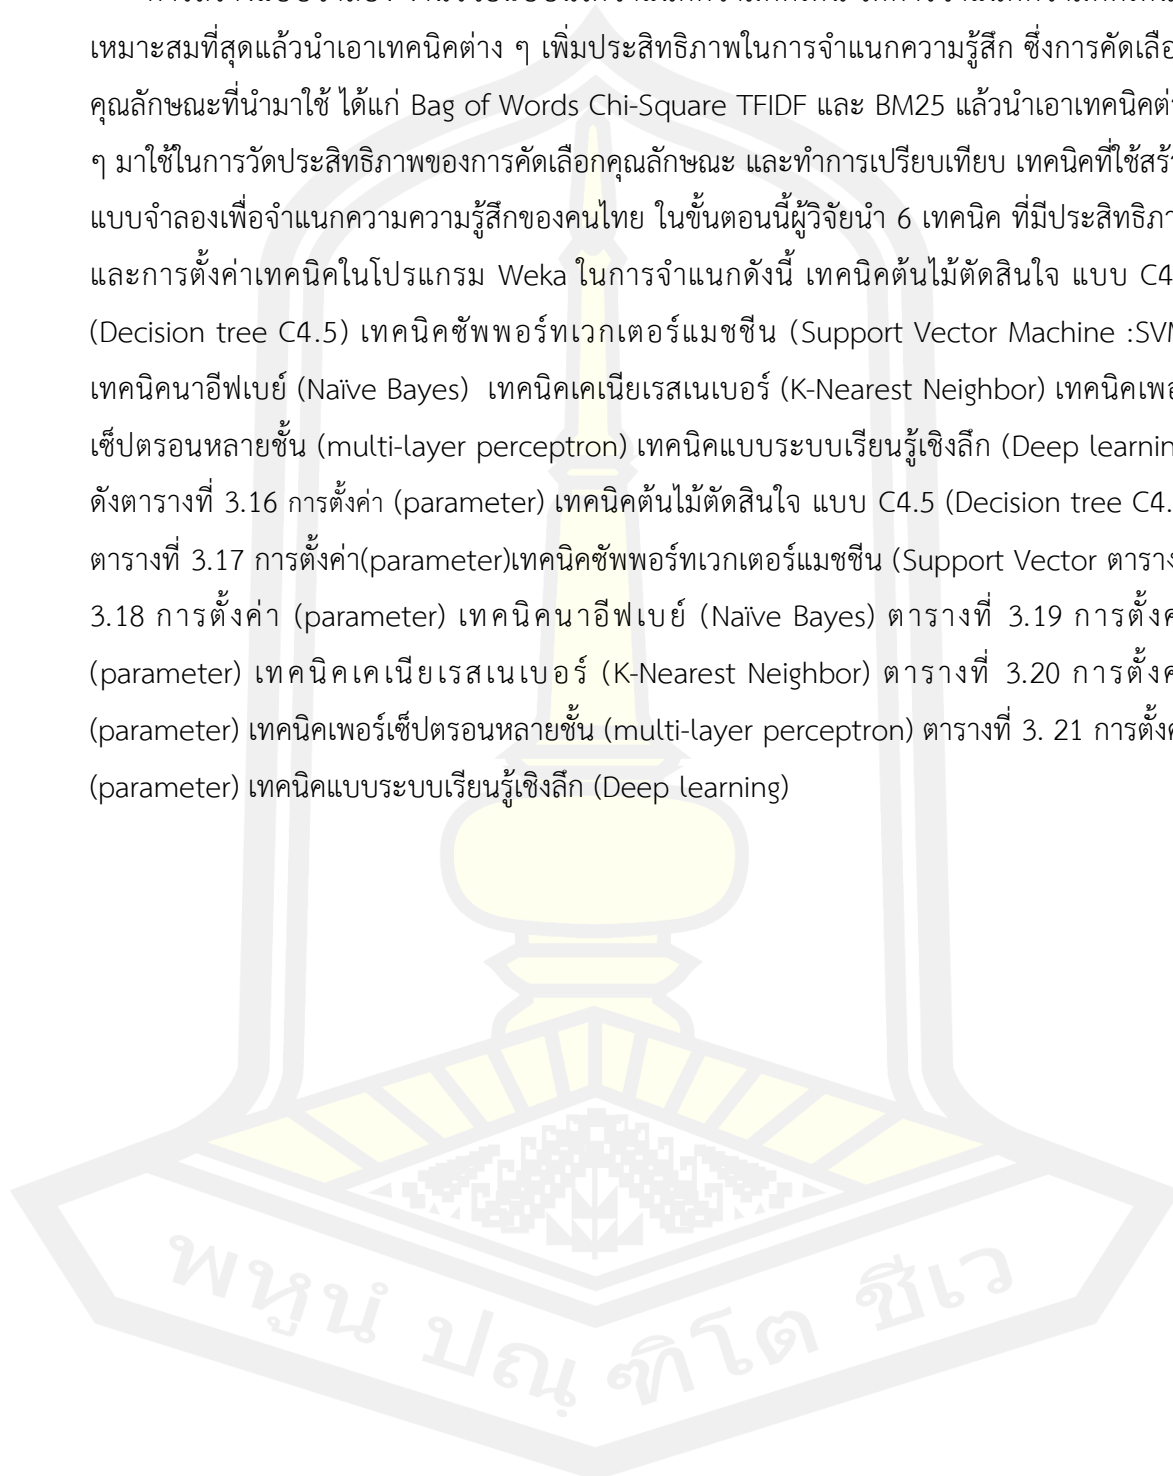 เหมาะสมที่สุดแล้วนำเอาเทคนิคต่าง ๆ เพิ่มประสิทธิภาพในการจำแนกความรู้สึก ซึ่งการคัดเลือ
คุณลักษณะที่นำมาใช้ ได้แก่ Bag of Words Chi-Square TFIDF และ BM25 แล้วนำเอาเทคนิคต่
ๆ มาใช้ในการวัดประสิทธิภาพของการคัดเลือกคุณลักษณะ และทำการเปรียบเทียบ เทคนิคที่ใช้สร้
แบบจำลองเพื่อจำแนกความความรู้สึกของคนไทย ในขั้นตอนนี้ผู้วิจัยนำ 6 เทคนิค ที่มีประสิทธิภา
และการตั้งค่าเทคนิคในโปรแกรม Weka ในการจำแนกดังนี้ เทคนิคต้นไม้ตัดสินใจ แบบ C4
(Decision tree C4.5) เทคนิคซัพพอร์ทเวกเตอร์แมชชีน (Support Vector Machine :SVM
เทคนิคนาอีฟเบย์ (Naïve Bayes) เทคนิคเคเนียเรสเนเบอร์ (K-Nearest Neighbor) เทคนิคเพอ
เซ็ปตรอนหลายชั้น (multi-layer perceptron) เทคนิคแบบระบบเรียนรู้เชิงลึก (Deep learnin
ดังตารางที่ 3.16 การตั้งค่า (parameter) เทคนิคต้นไม้ตัดสินใจ แบบ C4.5 (Decision tree C4.
ตารางที่ 3.17 การตั้งค่า(parameter)เทคนิคซัพพอร์ทเวกเตอร์แมชชีน (Support Vector ตาราง
3.18 การตั้งค่า (parameter) เทคนิคนาอีฟเบย์ (Naïve Bayes) ตารางที่ 3.19 การตั้งค
(parameter) เทคนิคเคเนียเรสเนเบอร์ (K-Nearest Neighbor) ตารางที่ 3.20 การตั้งค
(parameter) เทคนิคเพอร์เซ็ปตรอนหลายชั้น (multi-layer perceptron) ตารางที่ 3. 21 การตั้งค
(parameter) เทคนิคแบบระบบเรียนรู้เชิงลึก (Deep learning)
พหูนํ ปณฺฑิโต ชีเว